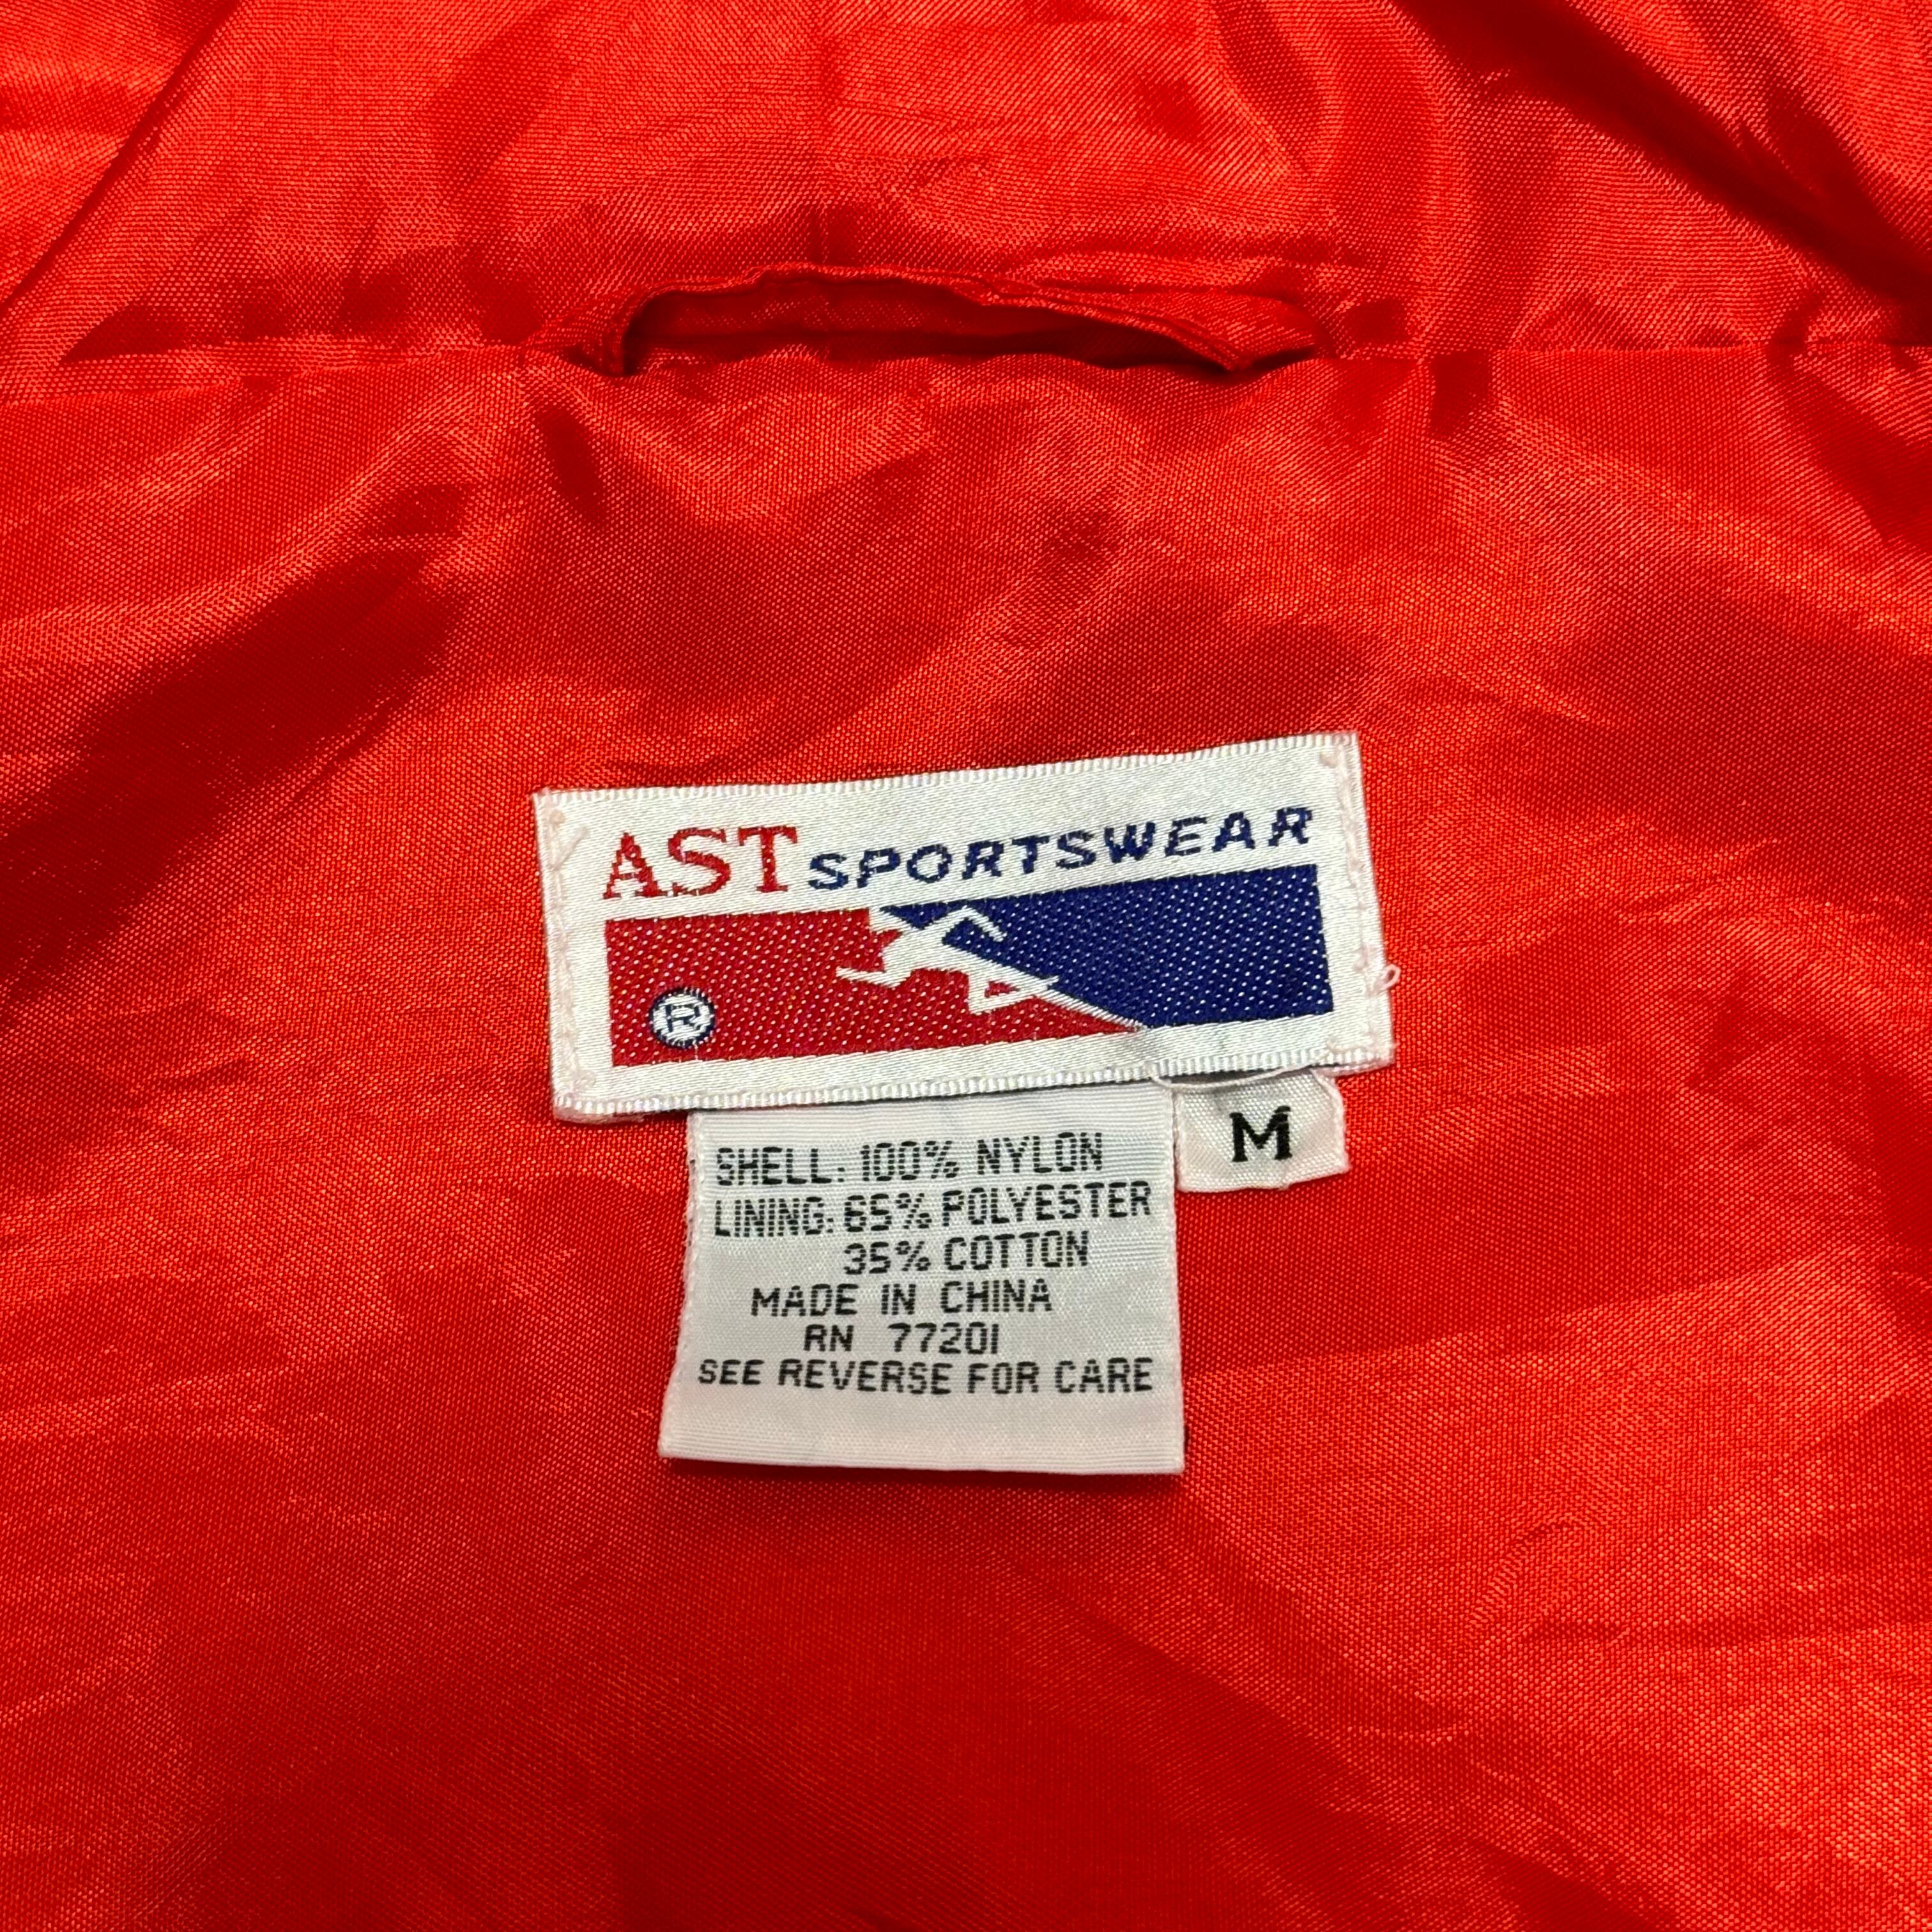 AST SPORTSWEAR
®
M
SHELL: 100% NYLON
LINING: 65% POLYESTER
35% COTTON
MADE IN CHINA
RN 77201
SEE REVERSE FOR CARE